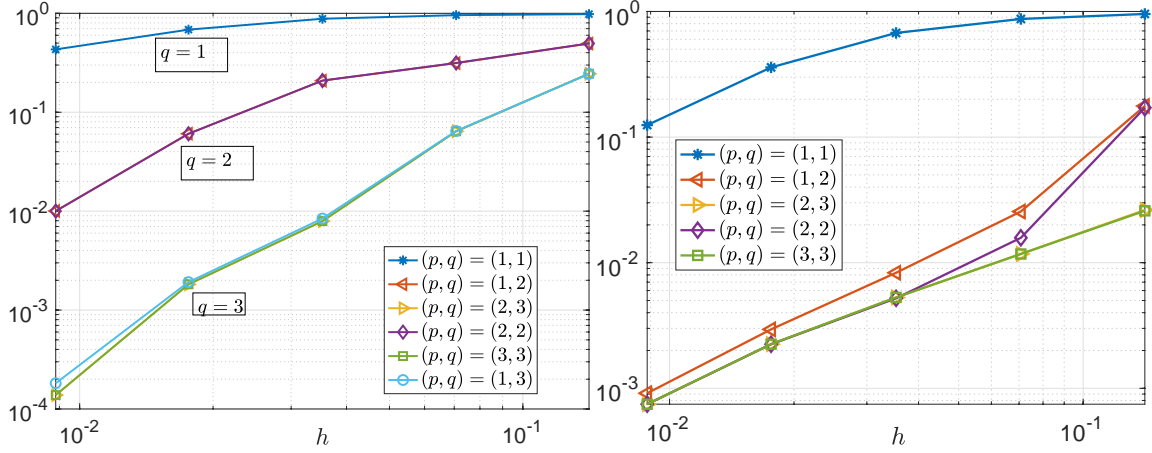 10^0
10^-1
10^-2
10^-3
10^-4
10^-2
10^-1
h
q = 1
q = 2
q = 3
(p, q) = (1, 1)
(p, q) = (1, 2)
(p, q) = (2, 3)
(p, q) = (2, 2)
(p, q) = (3, 3)
(p, q) = (1, 3)
10^0
10^-1
10^-2
10^-3
10^-2
10^-1
h
(p, q) = (1, 1)
(p, q) = (1, 2)
(p, q) = (2, 3)
(p, q) = (2, 2)
(p, q) = (3, 3)